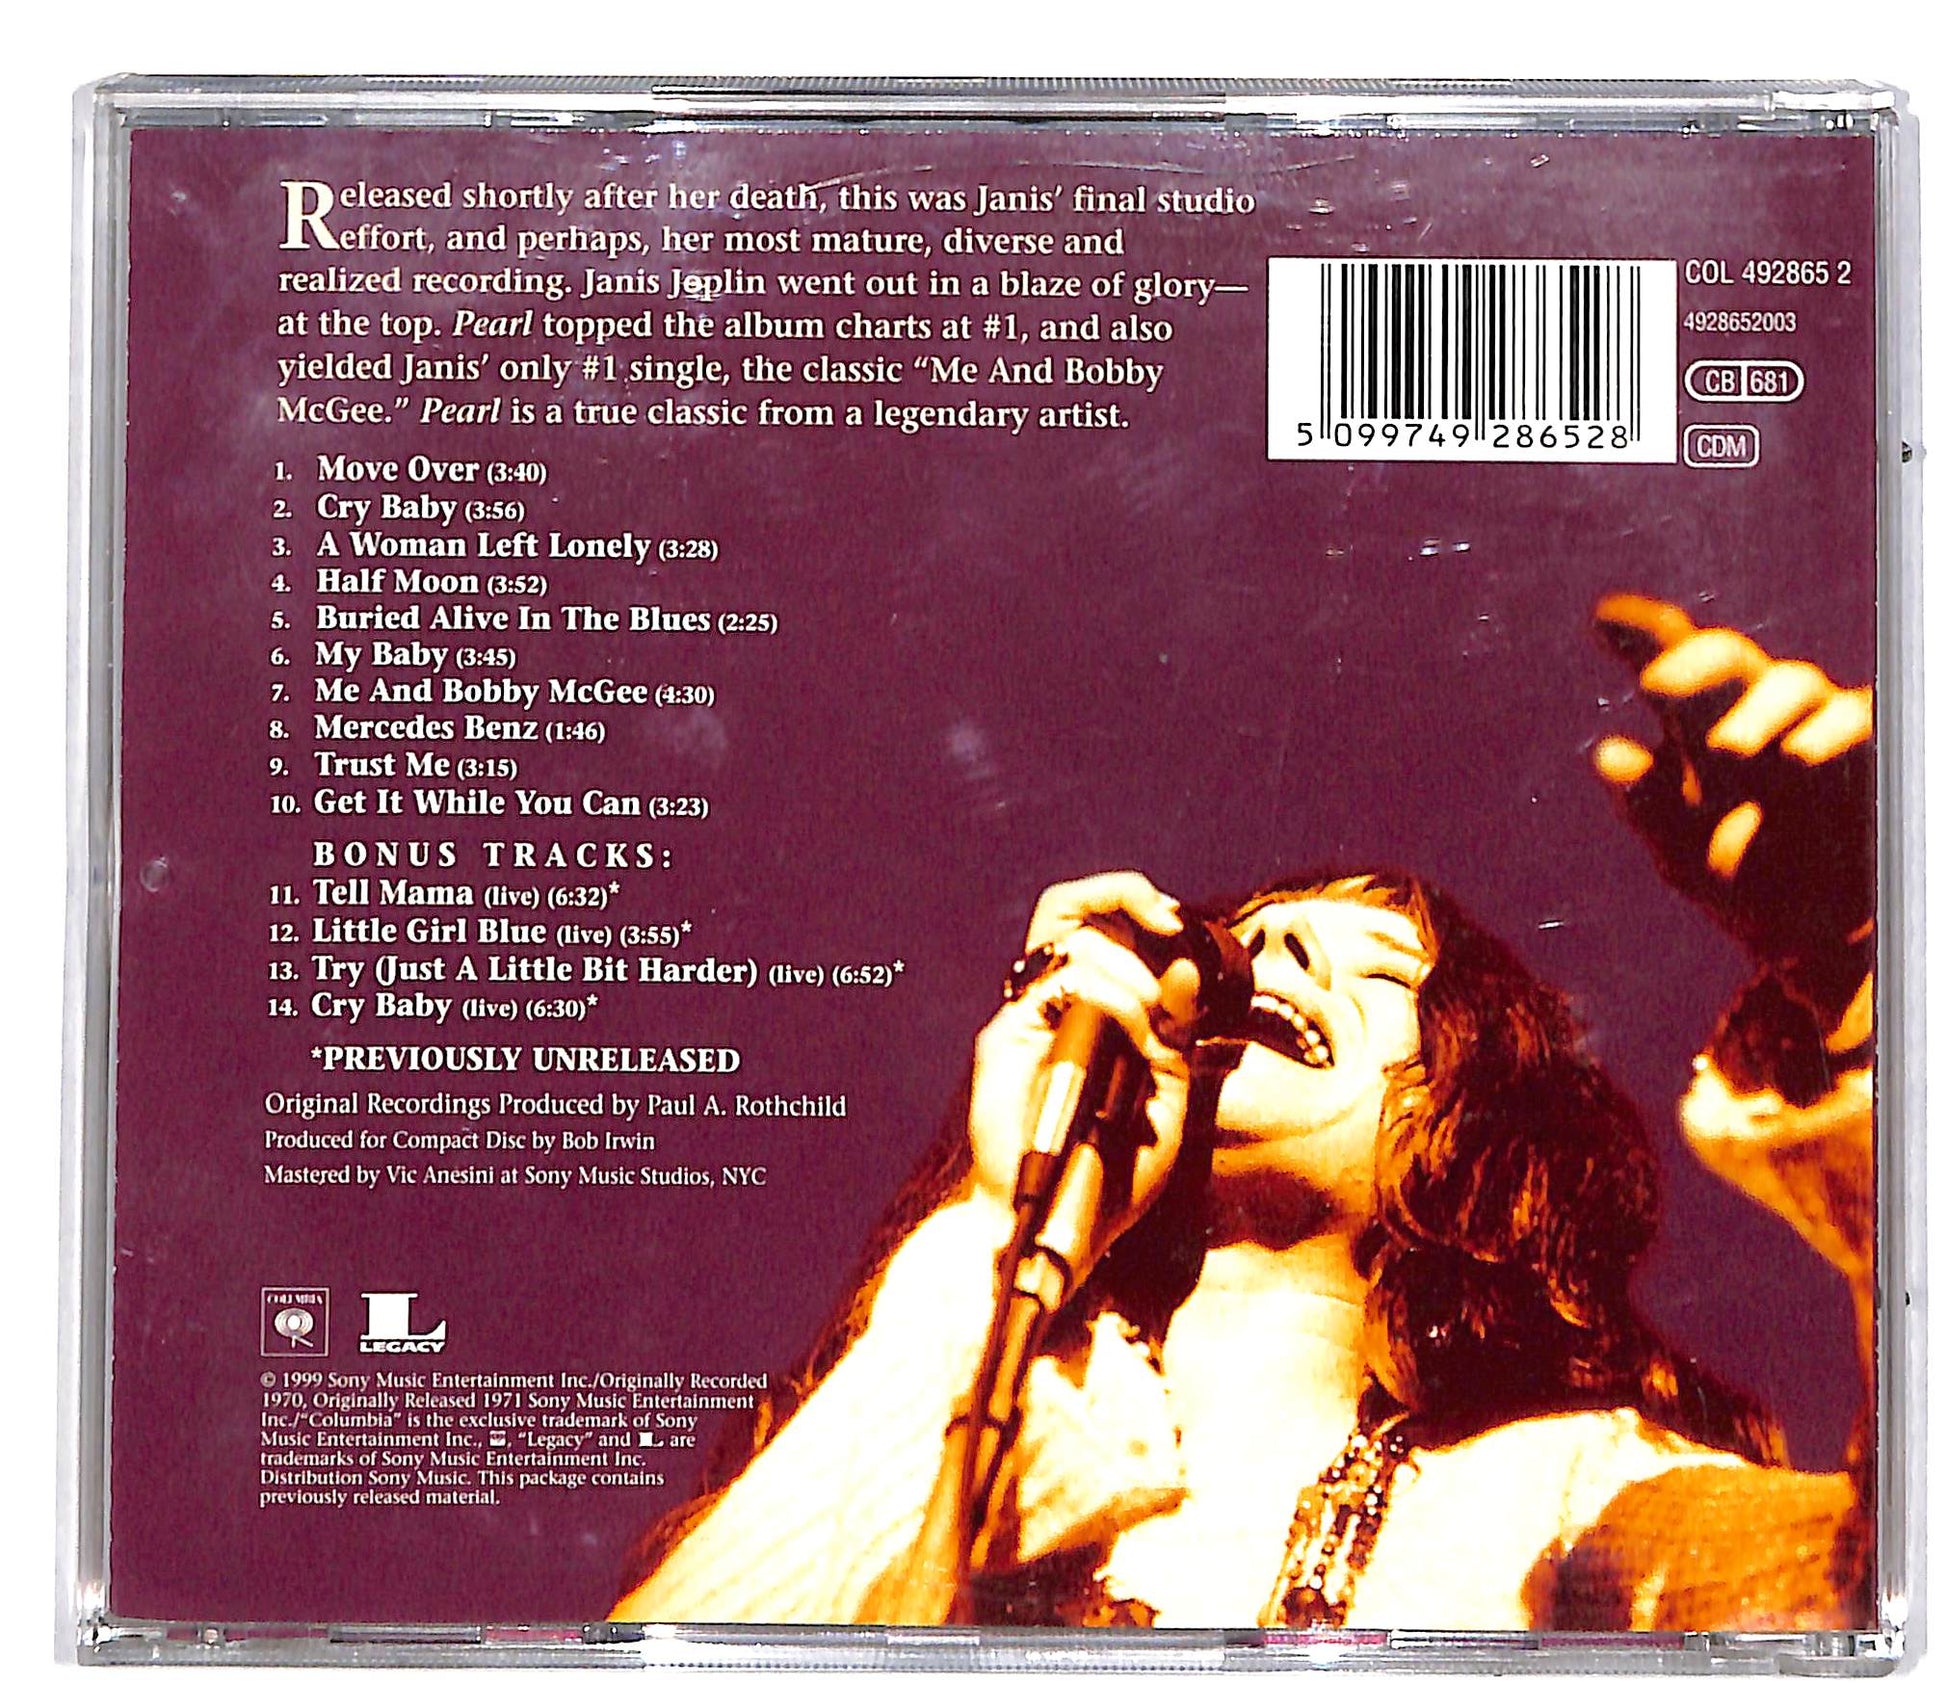 Released shortly after her death, this was Janis' final studio
effort, and perhaps, her most mature, diverse and
realized recording. Janis Joplin went out in a blaze of glory—
at the top. Pearl topped the album charts at #1, and also
yielded Janis' only #1 single, the classic “Me And Bobby
McGee.” Pearl is a true classic from a legendary artist.
1. Move Over (3:40)
2. Cry Baby (3:56)
3. A Woman Left Lonely (3:28)
4. Half Moon (3:52)
5. Buried Alive In The Blues (2:25)
6. My Baby (3:45)
7. Me And Bobby McGee (4:30)
8. Mercedes Benz (1:46)
9. Trust Me (3:15)
10. Get It While You Can (3:23)
BONUS TRACKS:
11. Tell Mama (live) (6:32)*
12. Little Girl Blue (live) (3:55)*
13. Try (Just A Little Bit Harder) (live) (6:52)*
14. Cry Baby (live) (6:30)*
*PREVIOUSLY UNRELEASED
Original Recordings Produced by Paul A. Rothchild
Produced for Compact Disc by Bob Irwin
Mastered by Vic Anesini at Sony Music Studios, NYC
COLUMBIA
L
LEGACY
© 1999 Sony Music Entertainment Inc./Originally Recorded
1970, Originally Released 1971 Sony Music Entertainment
Inc./“Columbia” is the exclusive trademark of Sony
Music Entertainment Inc., , “Legacy” and L are
trademarks of Sony Music Entertainment Inc.
Distribution Sony Music. This package contains
previously released material.
5 099749 286528
COL 492865 2
4928652003
CB 681
CDM